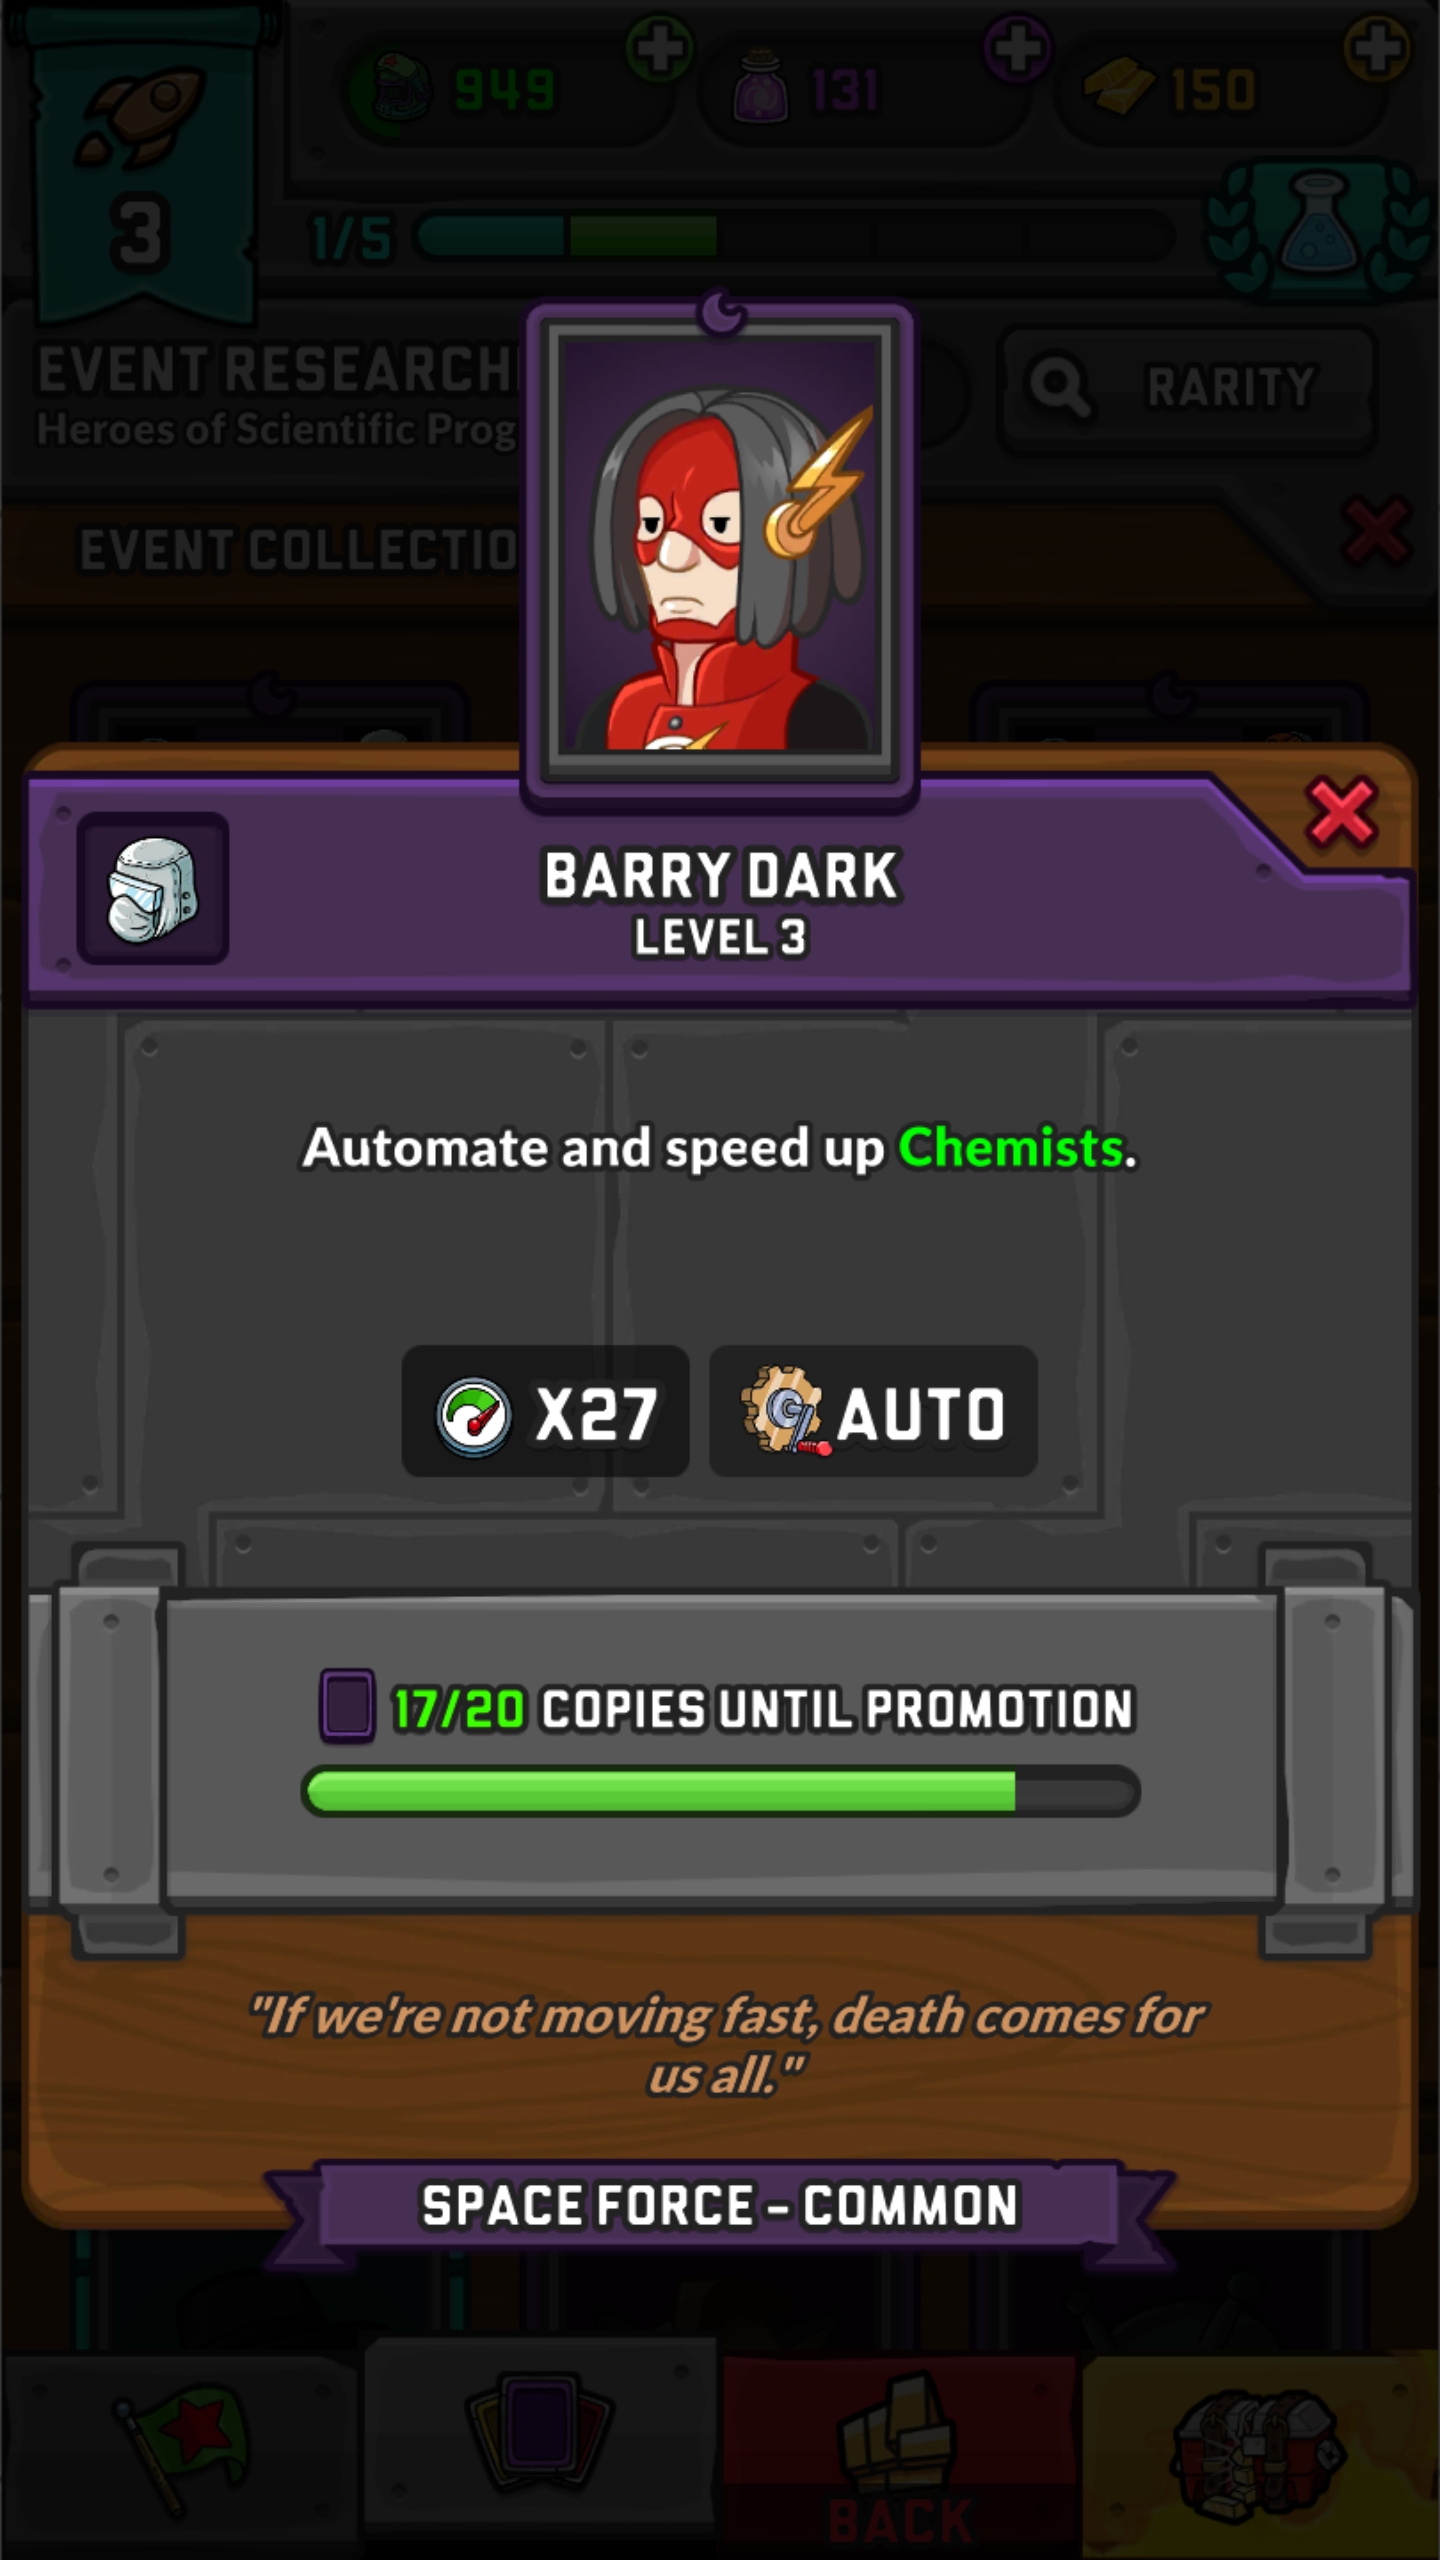 949
131
150
3
1/5
EVENT RESEARCH
Heroes of Scientific Prog
RARITY
EVENT COLLECTIO
BARRY DARK
LEVEL 3
Automate and speed up Chemists.
X27
AUTO
17/20 COPIES UNTIL PROMOTION
"If we're not moving fast, death comes for
us all."
SPACE FORCE – COMMON
BACK